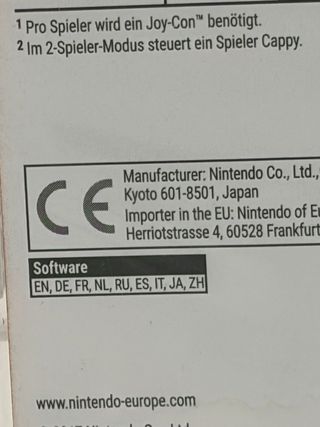 ¹ Pro Spieler wird ein Joy-Con™ benötigt.
² Im 2-Spieler-Modus steuert ein Spieler Cappy.
CE
Manufacturer: Nintendo Co., Ltd.,
Kyoto 601-8501, Japan
Importer in the EU: Nintendo of
Herriotstrasse 4, 60528 Frankfurt
Software
EN, DE, FR, NL, RU, ES, IT, JA, ZH
www.nintendo-europe.com